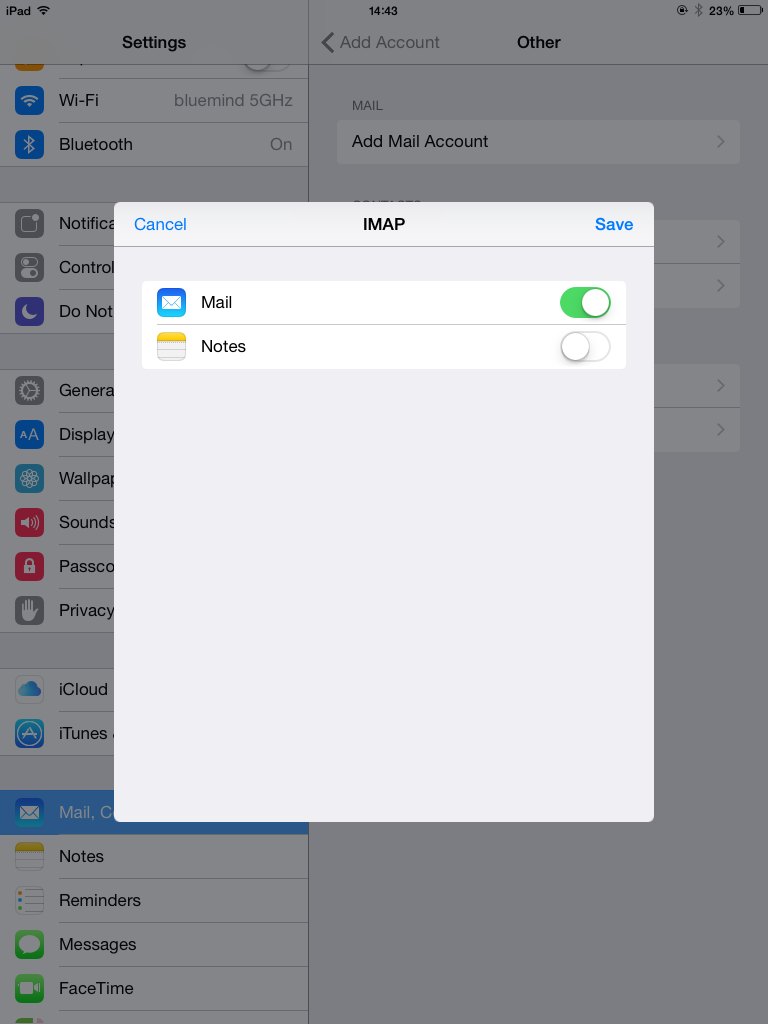 iPad 14:43 23%
Settings
Add Account Other
Wi-Fi bluemind 5GHz
Bluetooth On
MAIL
Add Mail Account
Cancel IMAP Save
Mail
Notes
Notifica
Control
Do Not
Genera
Display
Wallpap
Sounds
Passco
Privacy
iCloud
iTunes
Mail, C
Notes
Reminders
Messages
FaceTime